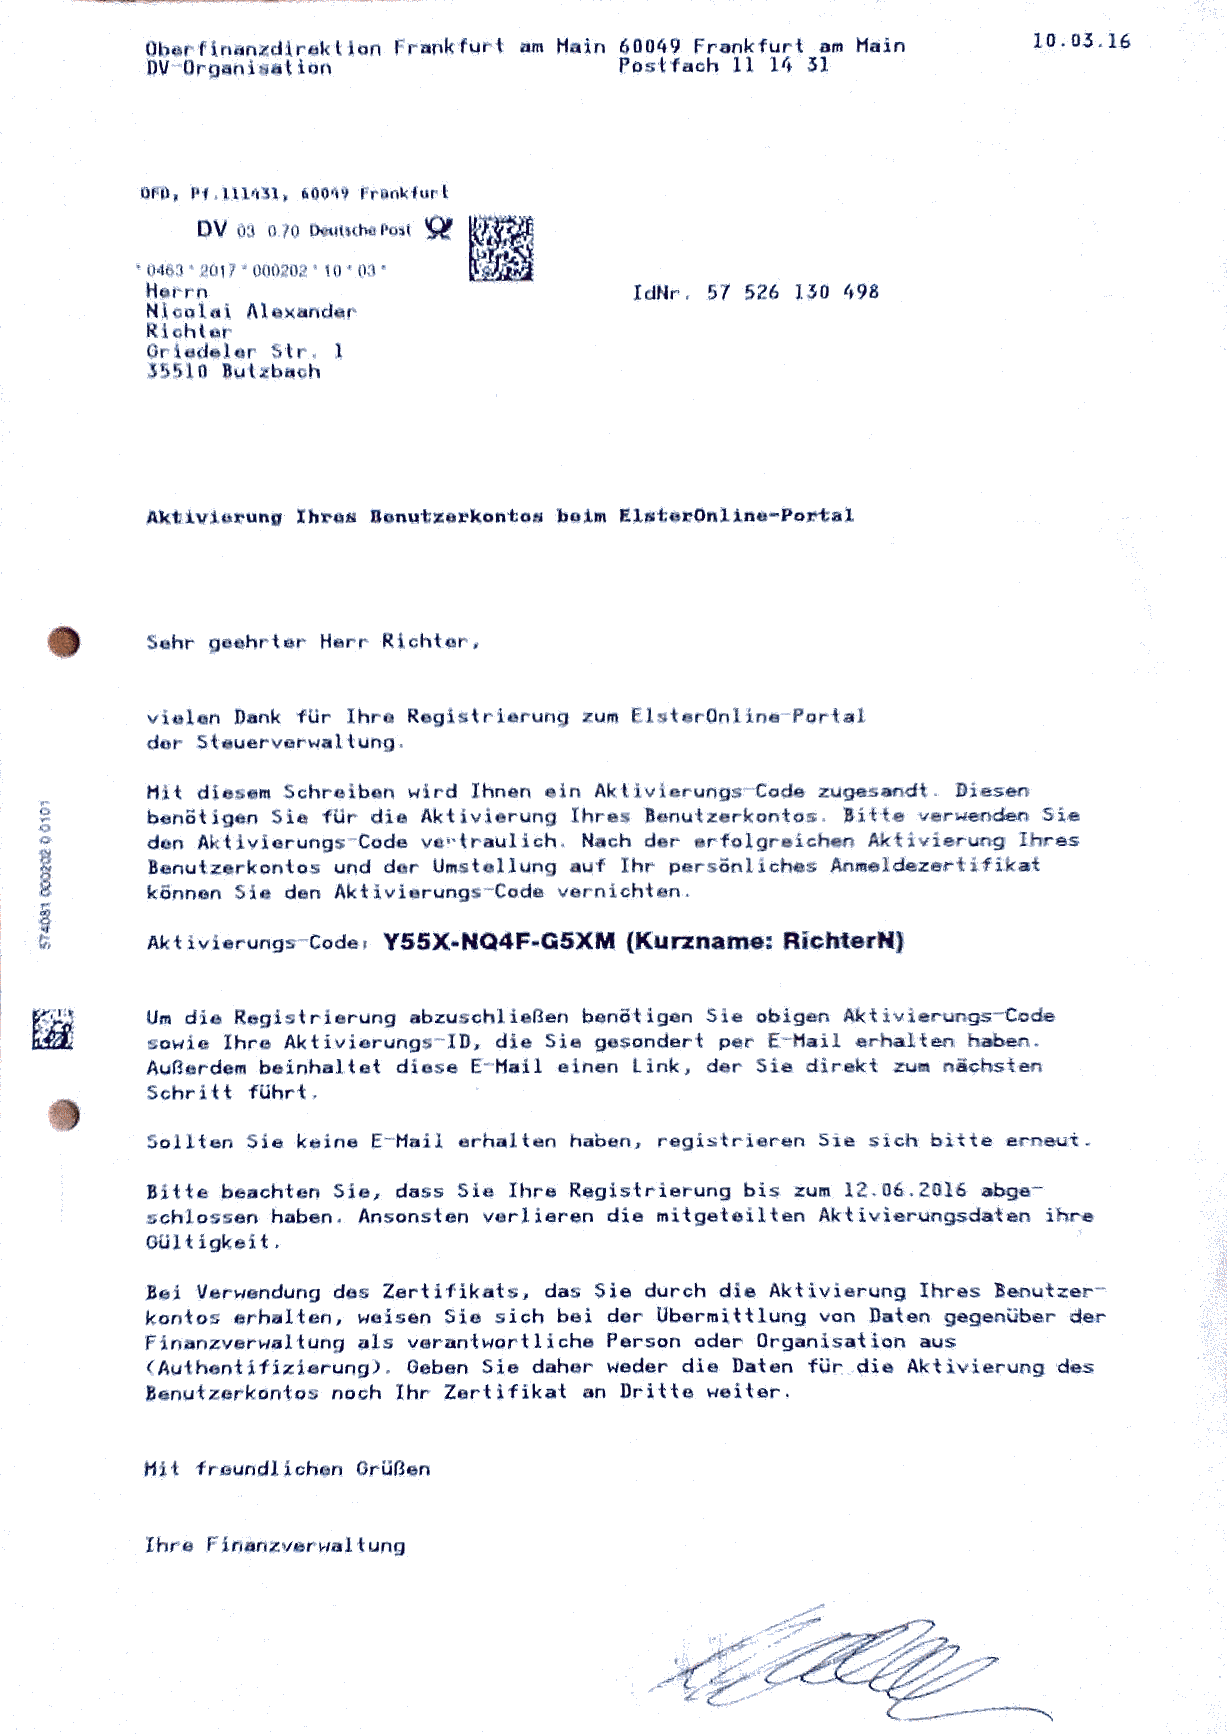 Oberfinanzdirektion Frankfurt am Main 60049 Frankfurt am Main 10.03.16
DV-Organisation Postfach 11 14 31
OFD, Pf.111431, 60049 Frankfurt
DV 03 0.70 Deutsche Post
*0463*2017*000202*10*03*
Herrn
IdNr. 57 526 130 498
Nicolai Alexander
Richter
Griedeler Str. 1
35510 Butzbach
Aktivierung Ihres Benutzerkontos beim ElsterOnline-Portal
Sehr geehrter Herr Richter,
vielen Dank für Ihre Registrierung zum ElsterOnline-Portal
der Steuerverwaltung.
Mit diesem Schreiben wird Ihnen ein Aktivierungs-Code zugesandt. Diesen
benötigen Sie für die Aktivierung Ihres Benutzerkontos. Bitte verwenden Sie
den Aktivierungs-Code vertraulich. Nach der erfolgreichen Aktivierung Ihres
Benutzerkontos und der Umstellung auf Ihr persönliches Anmeldezertifikat
können Sie den Aktivierungs-Code vernichten.
Aktivierungs-Code: Y55X-NQ4F-G5XM (Kurzname: RichterN)
574081 000202 0 0101
Um die Registrierung abzuschließen benötigen Sie obigen Aktivierungs-Code
sowie Ihre Aktivierungs-ID, die Sie gesondert per E-Mail erhalten haben.
Außerdem beinhaltet diese E-Mail einen Link, der Sie direkt zum nächsten
Schritt führt.
Sollten Sie keine E-Mail erhalten haben, registrieren Sie sich bitte erneut.
Bitte beachten Sie, dass Sie Ihre Registrierung bis zum 12.06.2016 abge-
schlossen haben. Ansonsten verlieren die mitgeteilten Aktivierungsdaten ihre
Gültigkeit.
Bei Verwendung des Zertifikats, das Sie durch die Aktivierung Ihres Benutzer-
kontos erhalten, weisen Sie sich bei der Übermittlung von Daten gegenüber der
Finanzverwaltung als verantwortliche Person oder Organisation aus
(Authentifizierung). Geben Sie daher weder die Daten für die Aktivierung des
Benutzerkontos noch Ihr Zertifikat an Dritte weiter.
Mit freundlichen Grüßen
Ihre Finanzverwaltung